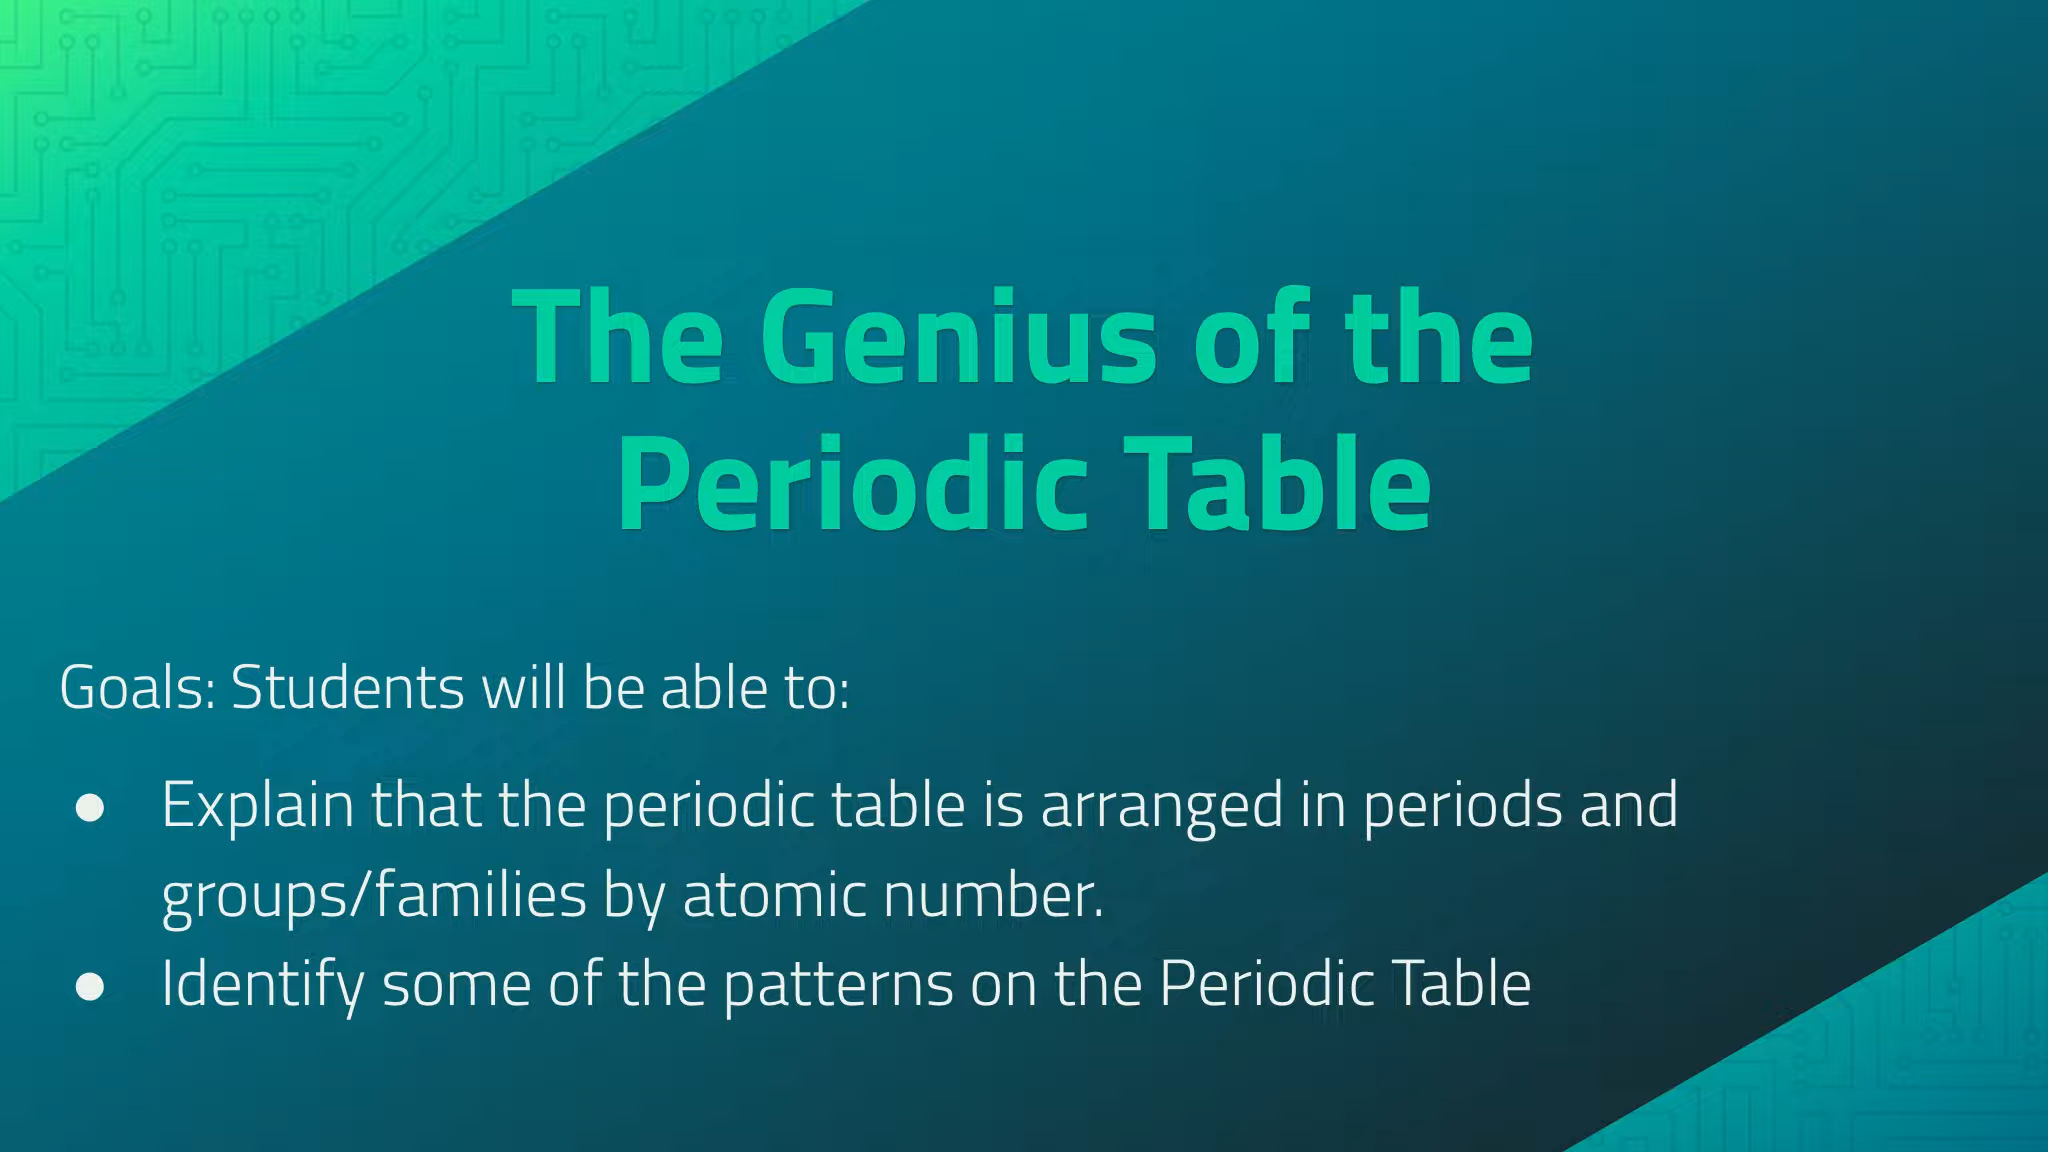 The Genius of the
Periodic Table
Goals: Students will be able to:
● Explain that the periodic table is arranged in periods and
groups/families by atomic number.
● Identify some of the patterns on the Periodic Table